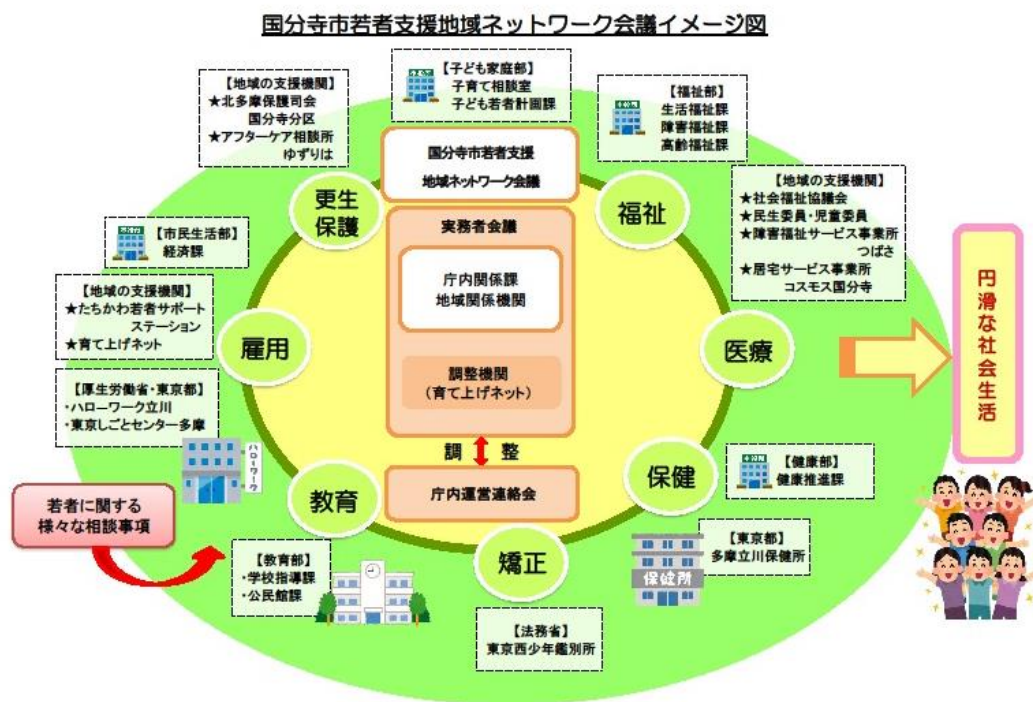 国分寺市若者支援地域ネットワーク会議イメージ図
【地域の支援機関】
★北多摩保護司会
国分寺分区
★アフターケア相談所
ゆずりは
【子ども家庭部】
子育て相談室
子ども若者計画課
【福祉部】
生活福祉課
障害福祉課
高齢福祉課
国分寺市若者支援
地域ネットワーク会議
更生
保護
福祉
【地域の支援機関】
★社会福祉協議会
★民生委員・児童委員
★障害福祉サービス事業所
つばさ
★居宅サービス事業所
コスモス国分寺
実務者会議
庁内関係課
地域関係機関
調整機関
(育て上げネット)
【市民生活部】
経済課
【地域の支援機関】
★たちかわ若者サポート
ステーション
★育て上げネット
雇用
医療
円滑な社会生活
【厚生労働省・東京都】
・ハローワーク立川
・東京しごとセンター多摩
ハローワーク
調 整
庁内運営連絡会
保健
【健康部】
健康推進課
教育
若者に関する
様々な相談事項
矯正
【東京都】
多摩立川保健所
保健所
【教育部】
・学校指導課
・公民館課
【法務省】
東京西少年鑑別所